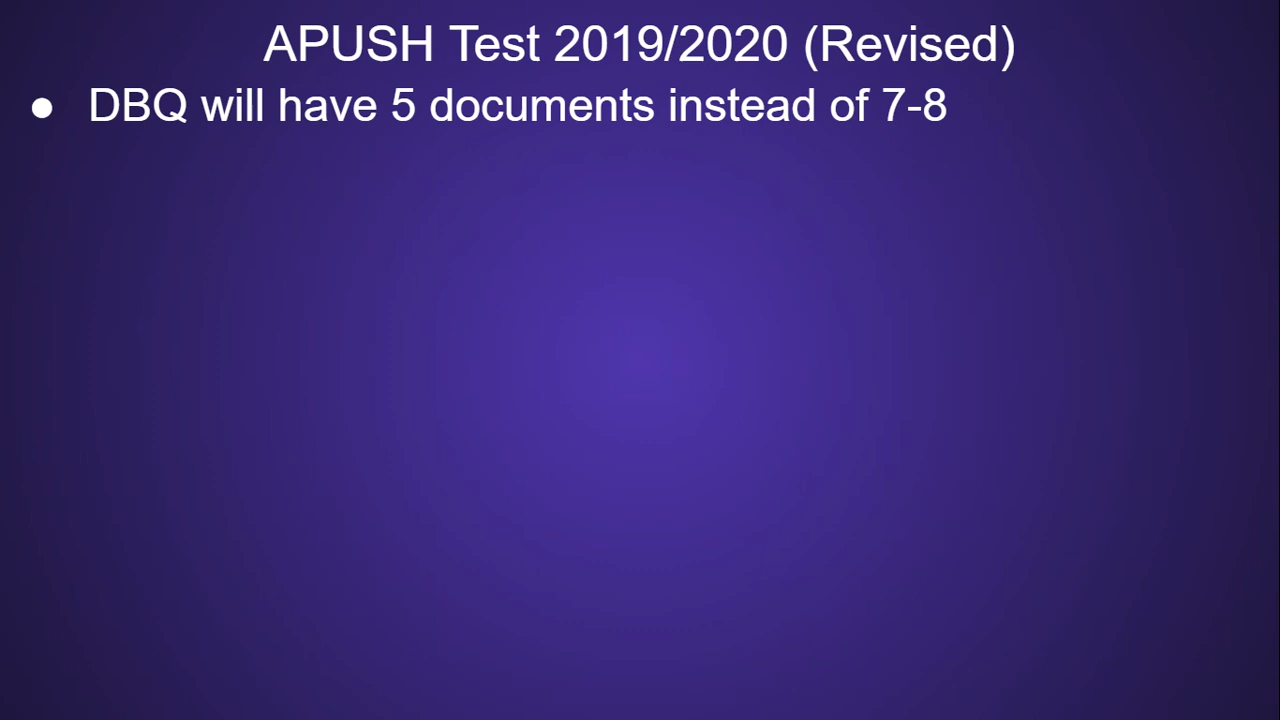 APUSH Test 2019/2020 (Revised)
● DBQ will have 5 documents instead of 7-8